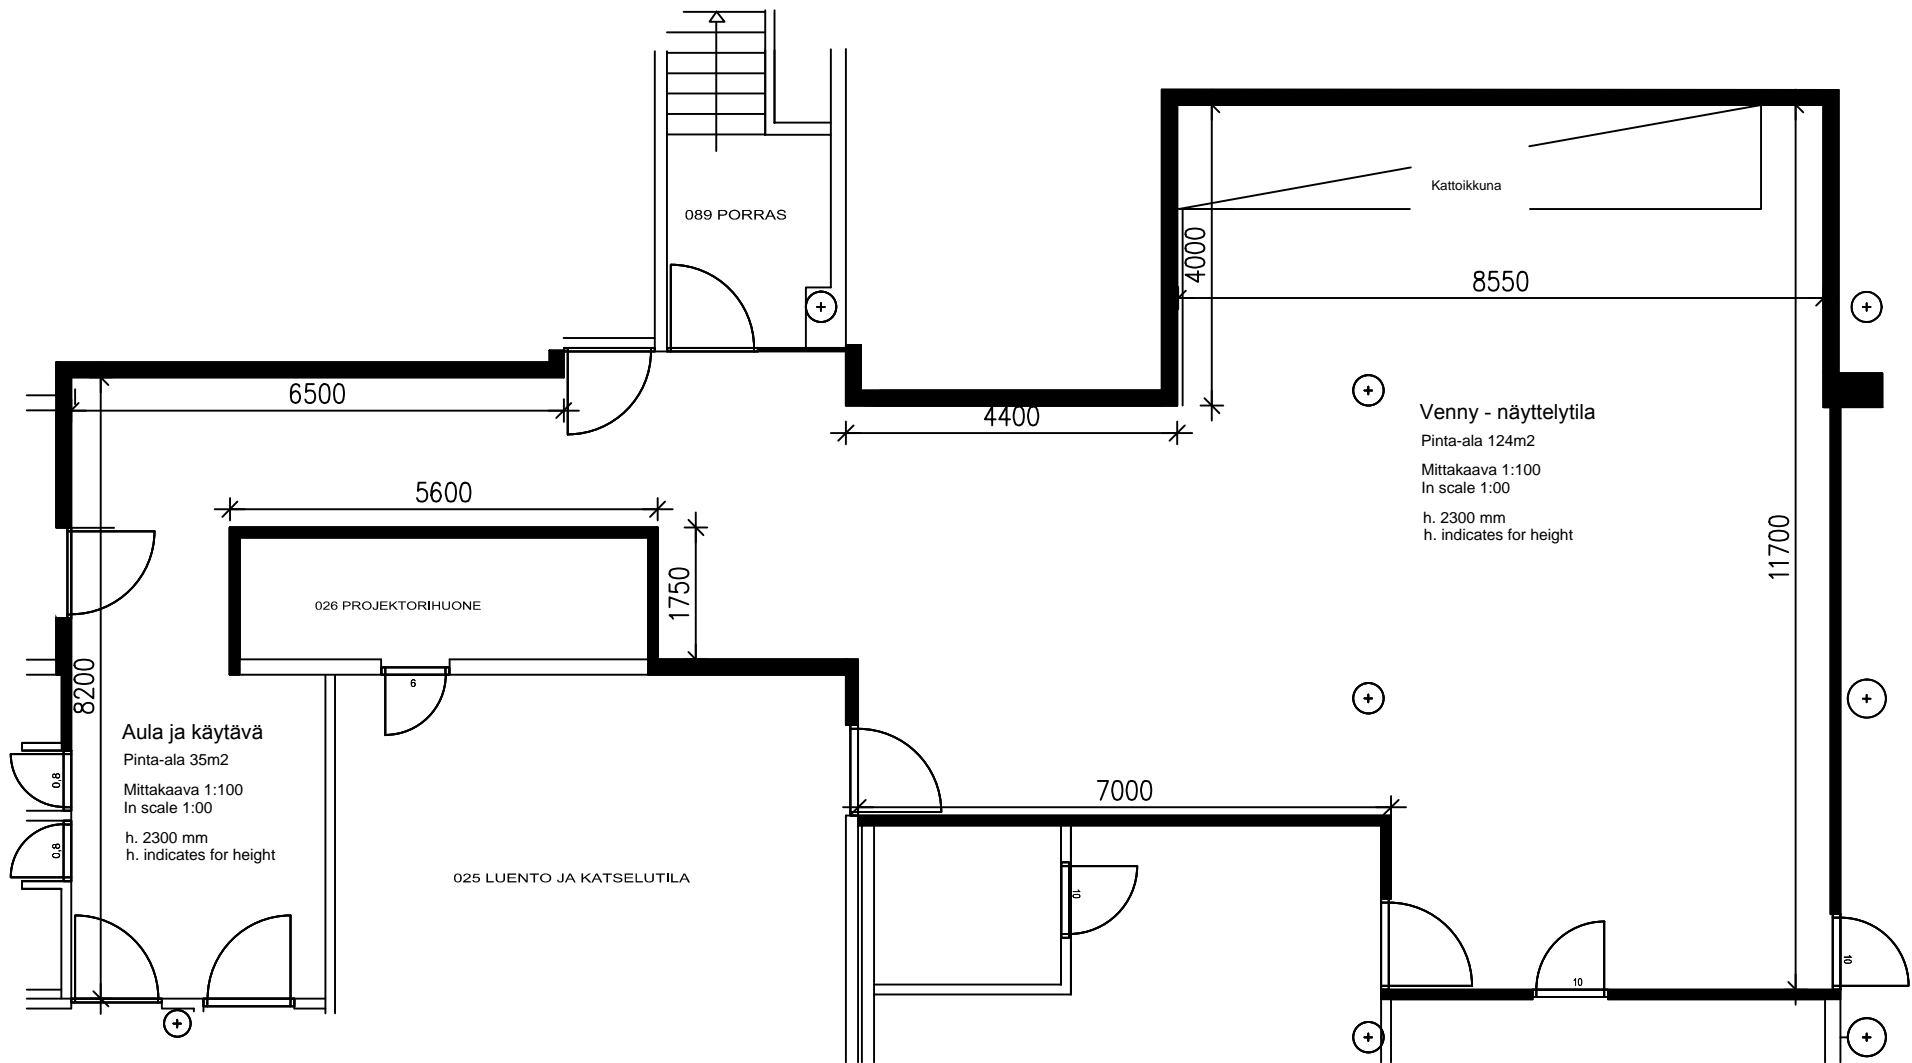 089 PORRAS
Kattoikkuna
4000
8550
6500
4400
Venny - näyttelytila
Pinta-ala 124m2
Mittakaava 1:100
In scale 1:00
h. 2300 mm
h. indicates for height
5600
11700
1750
026 PROJEKTORIHUONE
8200
6
Aula ja käytävä
Pinta-ala 35m2
Mittakaava 1:100
In scale 1:00
h. 2300 mm
h. indicates for height
0,8
0,8
7000
025 LUENTO JA KATSELUTILA
10
10
10